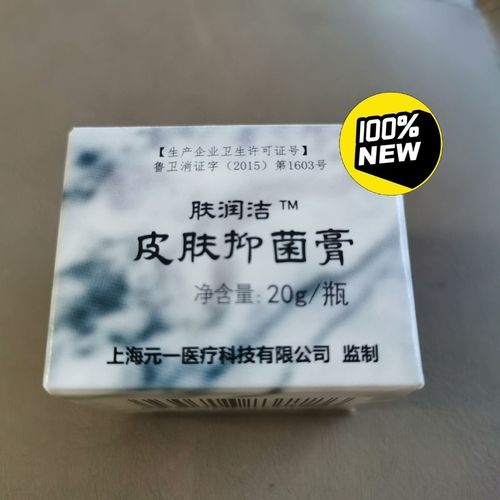 100%
NEW
【生产企业卫生许可证号】
鲁卫消证字（2015）第1603号
肤润洁™
皮肤抑菌膏
净含量：20g/瓶
上海元一医疗科技有限公司 监制